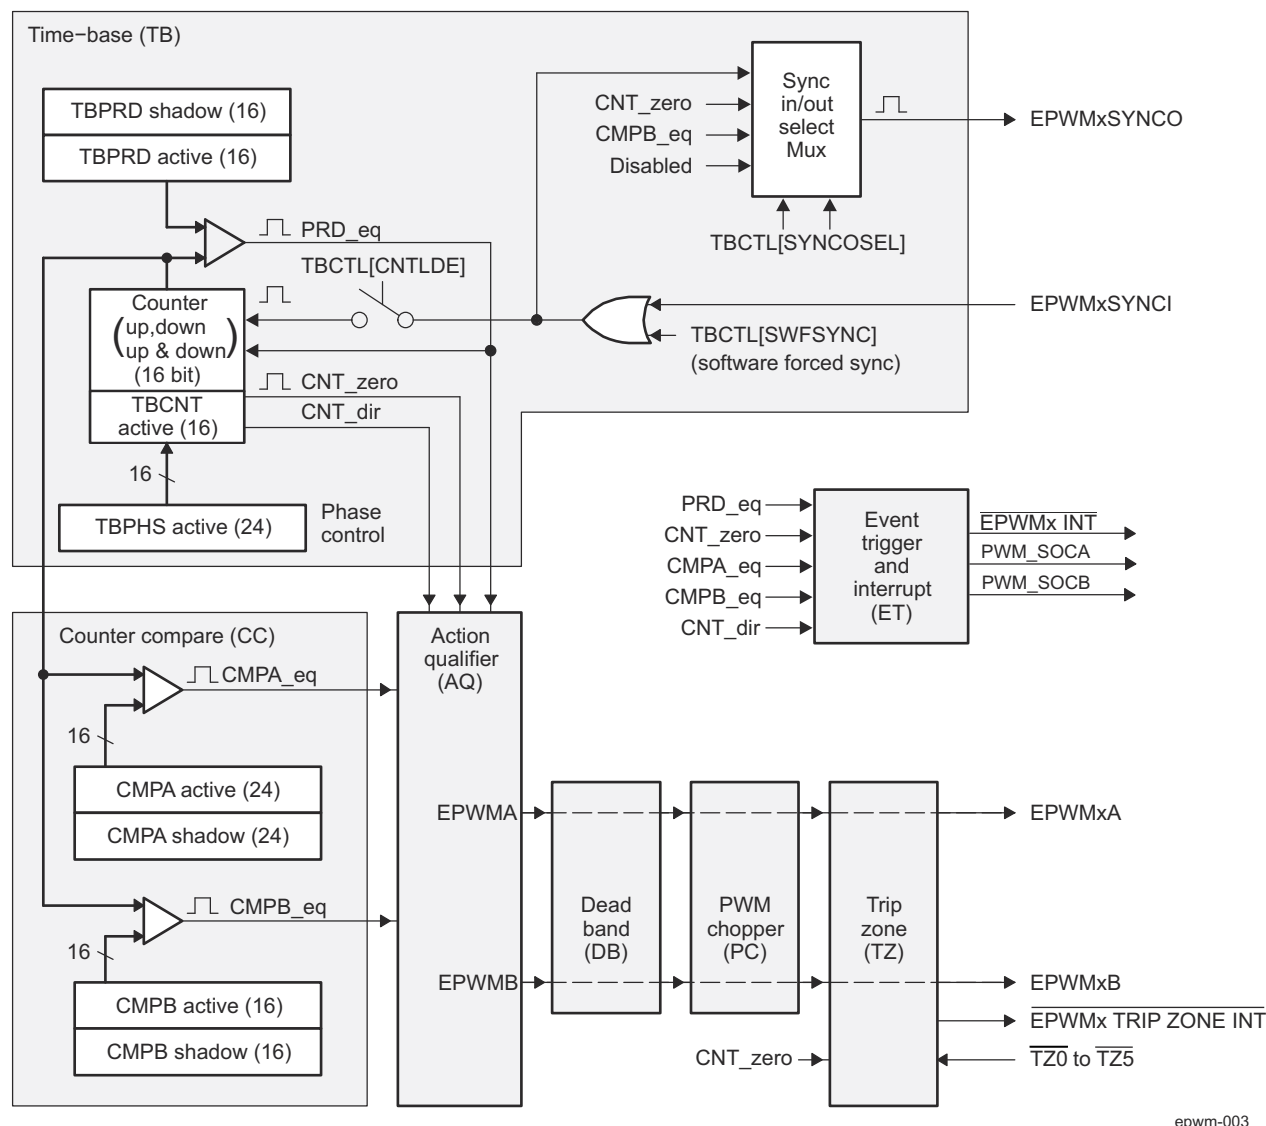 Time−base (TB)
TBPRD shadow (16)
TBPRD active (16)
PRD_eq
TBCTL[CNTLDE]
Counter
(up,down
up & down)
(16 bit)
CNT_zero
CNT_dir
TBCNT
active (16)
16
TBPHS active (24)
Phase
control
CNT_zero
CMPB_eq
Disabled
Sync
in/out
select
Mux
TBCTL[SYNCOSEL]
EPWMxSYNCO
EPWMxSYNCI
TBCTL[SWFSYNC]
(software forced sync)
PRD_eq
CNT_zero
CMPA_eq
CMPB_eq
CNT_dir
Event
trigger
and
interrupt
(ET)
EPWMx INT
PWM_SOCA
PWM_SOCB
Counter compare (CC)
CMPA_eq
16
CMPA active (24)
CMPA shadow (24)
CMPB_eq
16
CMPB active (16)
CMPB shadow (16)
Action
qualifier
(AQ)
EPWMA
EPWMB
Dead
band
(DB)
PWM
chopper
(PC)
Trip
zone
(TZ)
CNT_zero
EPWMxA
EPWMxB
EPWMx TRIP ZONE INT
TZ0 to TZ5
epwm-003